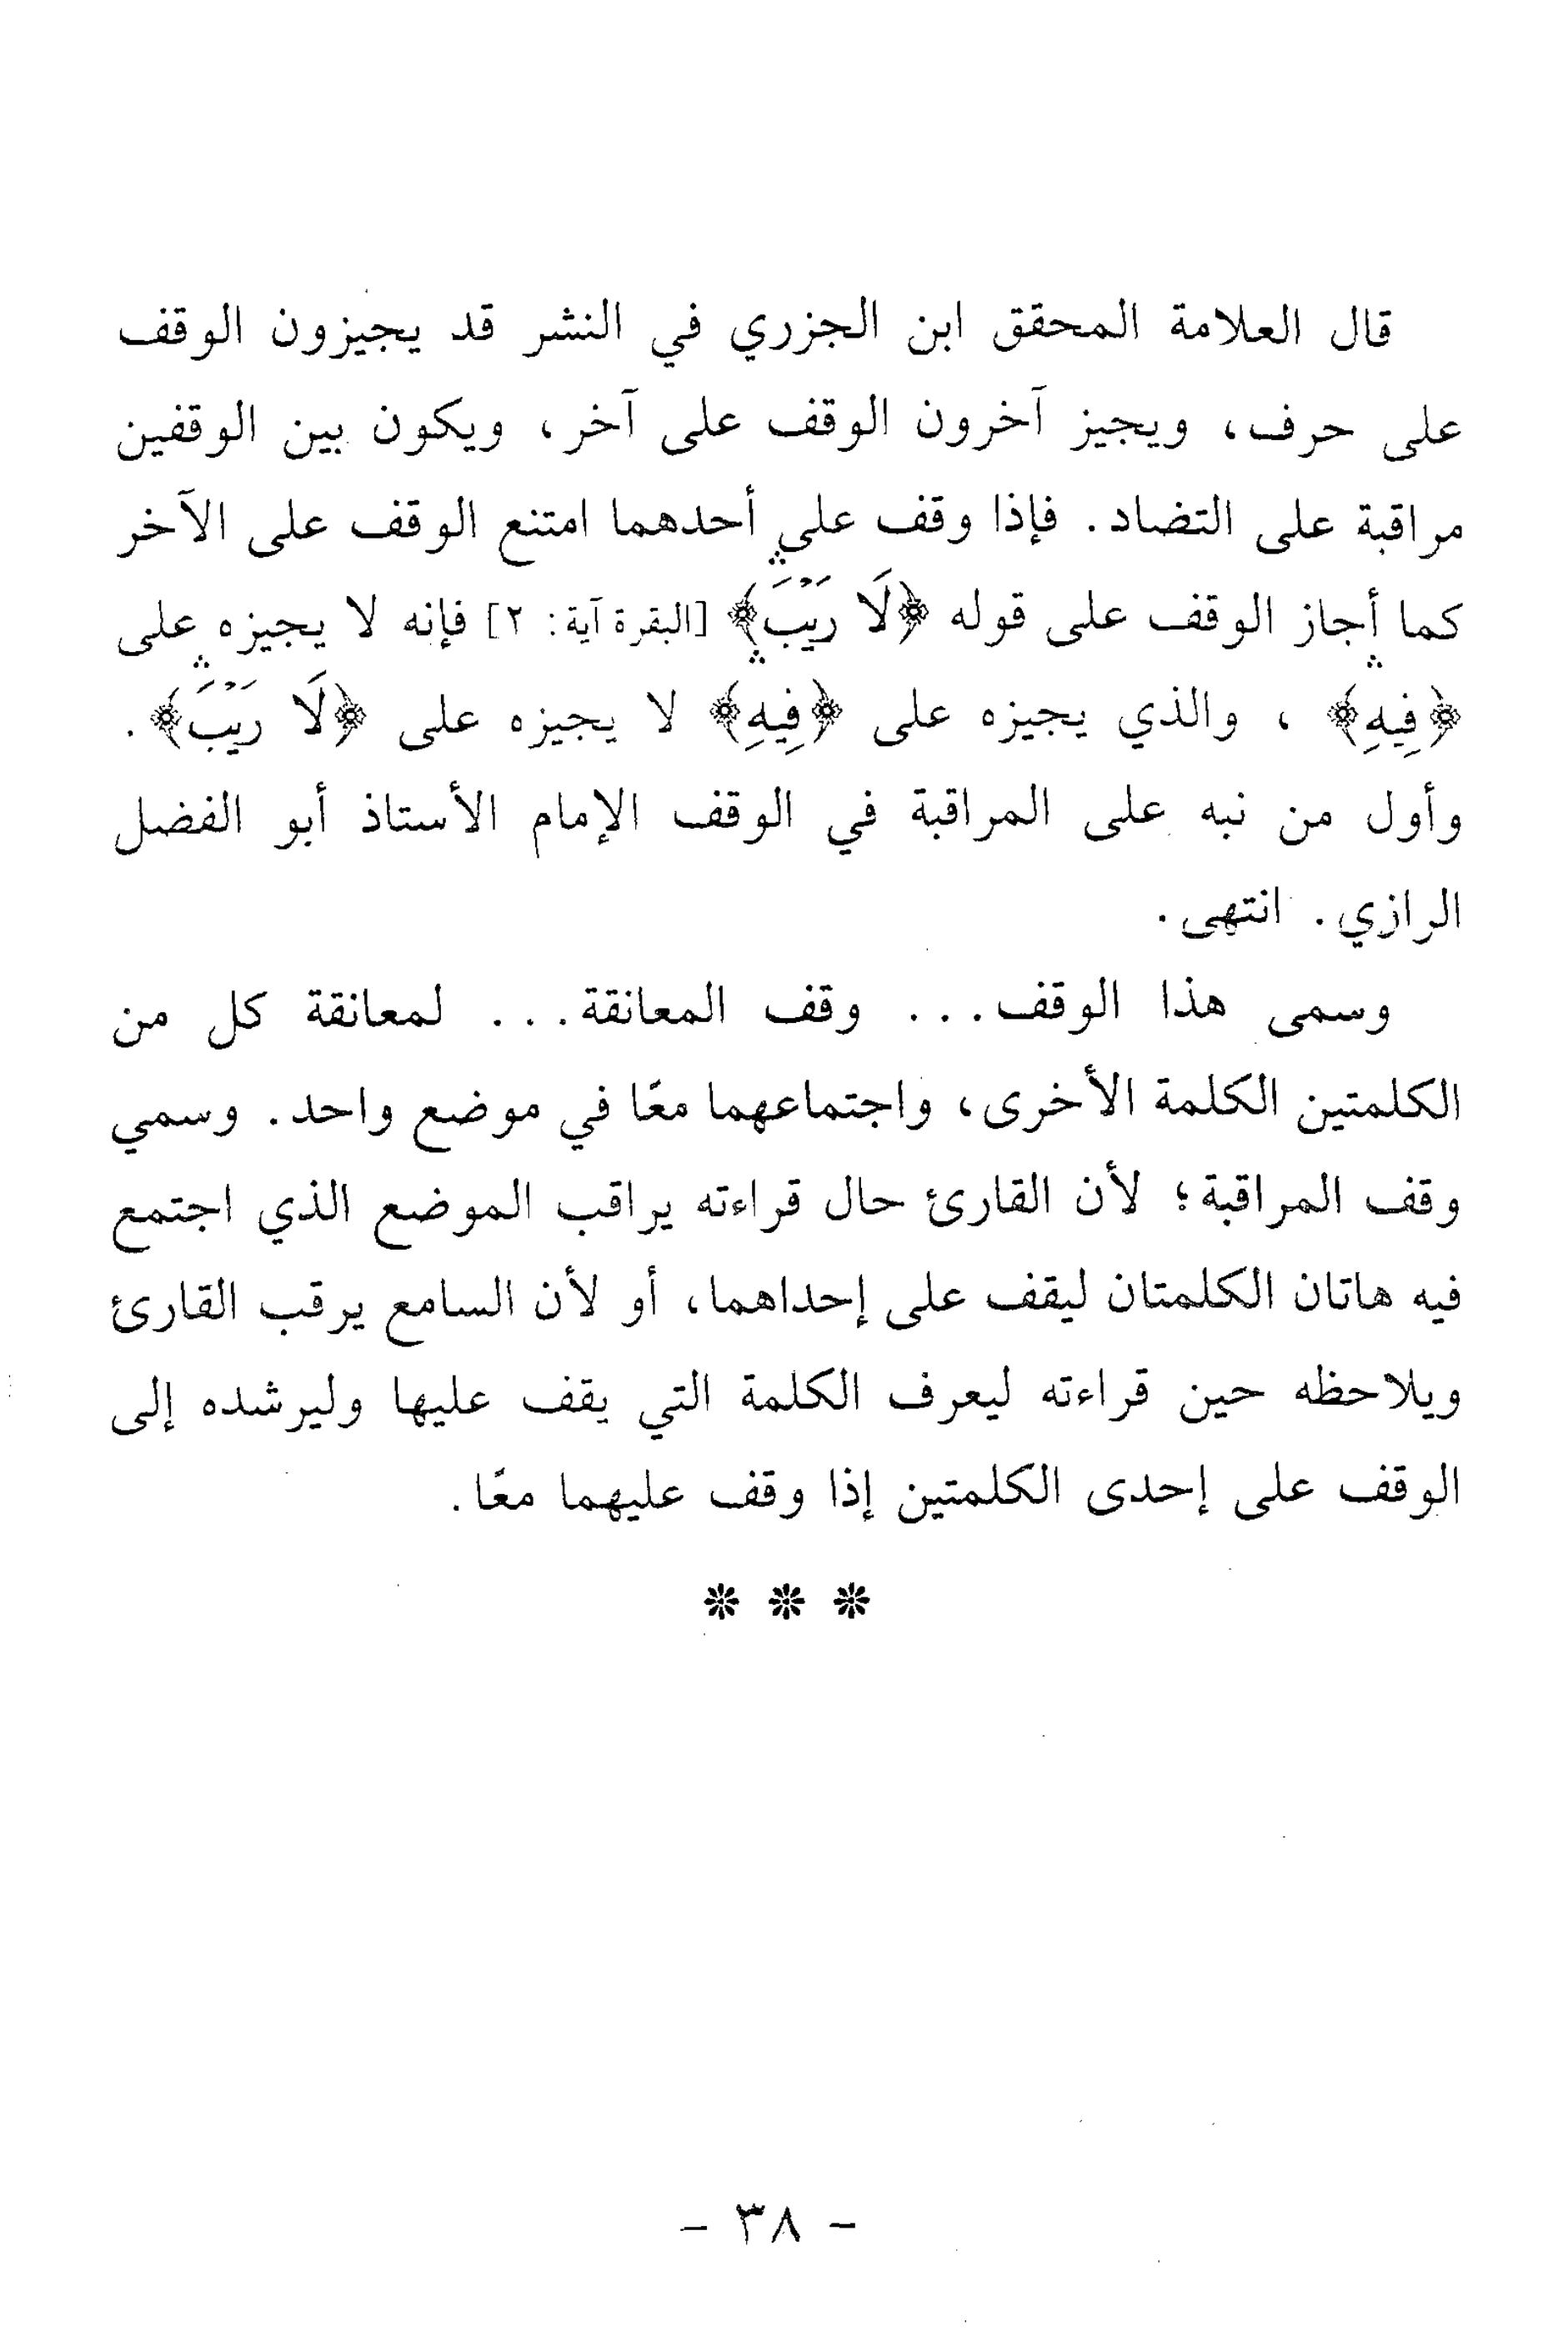 قال العلامة المحقق ابن الجزري في النشر قد يجيزون الوقف
على حرف، ويجيز آخرون الوقف على آخر، ويكون بين الوقفين
مراقبة على التضاد. فإذا وقف على أحدهما امتنع الوقف على الآخر
كما أجاز الوقف على قوله ﴿لَا رَيْبَ ۛ﴾ [البقرة آية: ٢] فإنه لا يجيزه على
﴿فِيهِ ۛ﴾ ، والذي يجيزه على ﴿فِيهِ ۛ﴾ لا يجيزه على ﴿لَا رَيْبَ ۛ﴾ .
وأول من نبه على المراقبة في الوقف الإمام الأستاذ أبو الفضل
الرازي. انتهى.
وسمى هذا الوقف... وقف المعانقة... لمعانقة كل من
الكلمتين الكلمة الأخرى، واجتماعهما معًا في موضع واحد. وسمي
وقف المراقبة؛ لأن القارئ حال قراءته يراقب الموضع الذي اجتمع
فيه هاتان الكلمتان ليقف على إحداهما، أو لأن السامع يرقب القارئ
ويلاحظه حين قراءته ليعرف الكلمة التي يقف عليها وليرشده إلى
الوقف على إحدى الكلمتين إذا وقف عليهما معًا.
* * *
- ٣٨ -